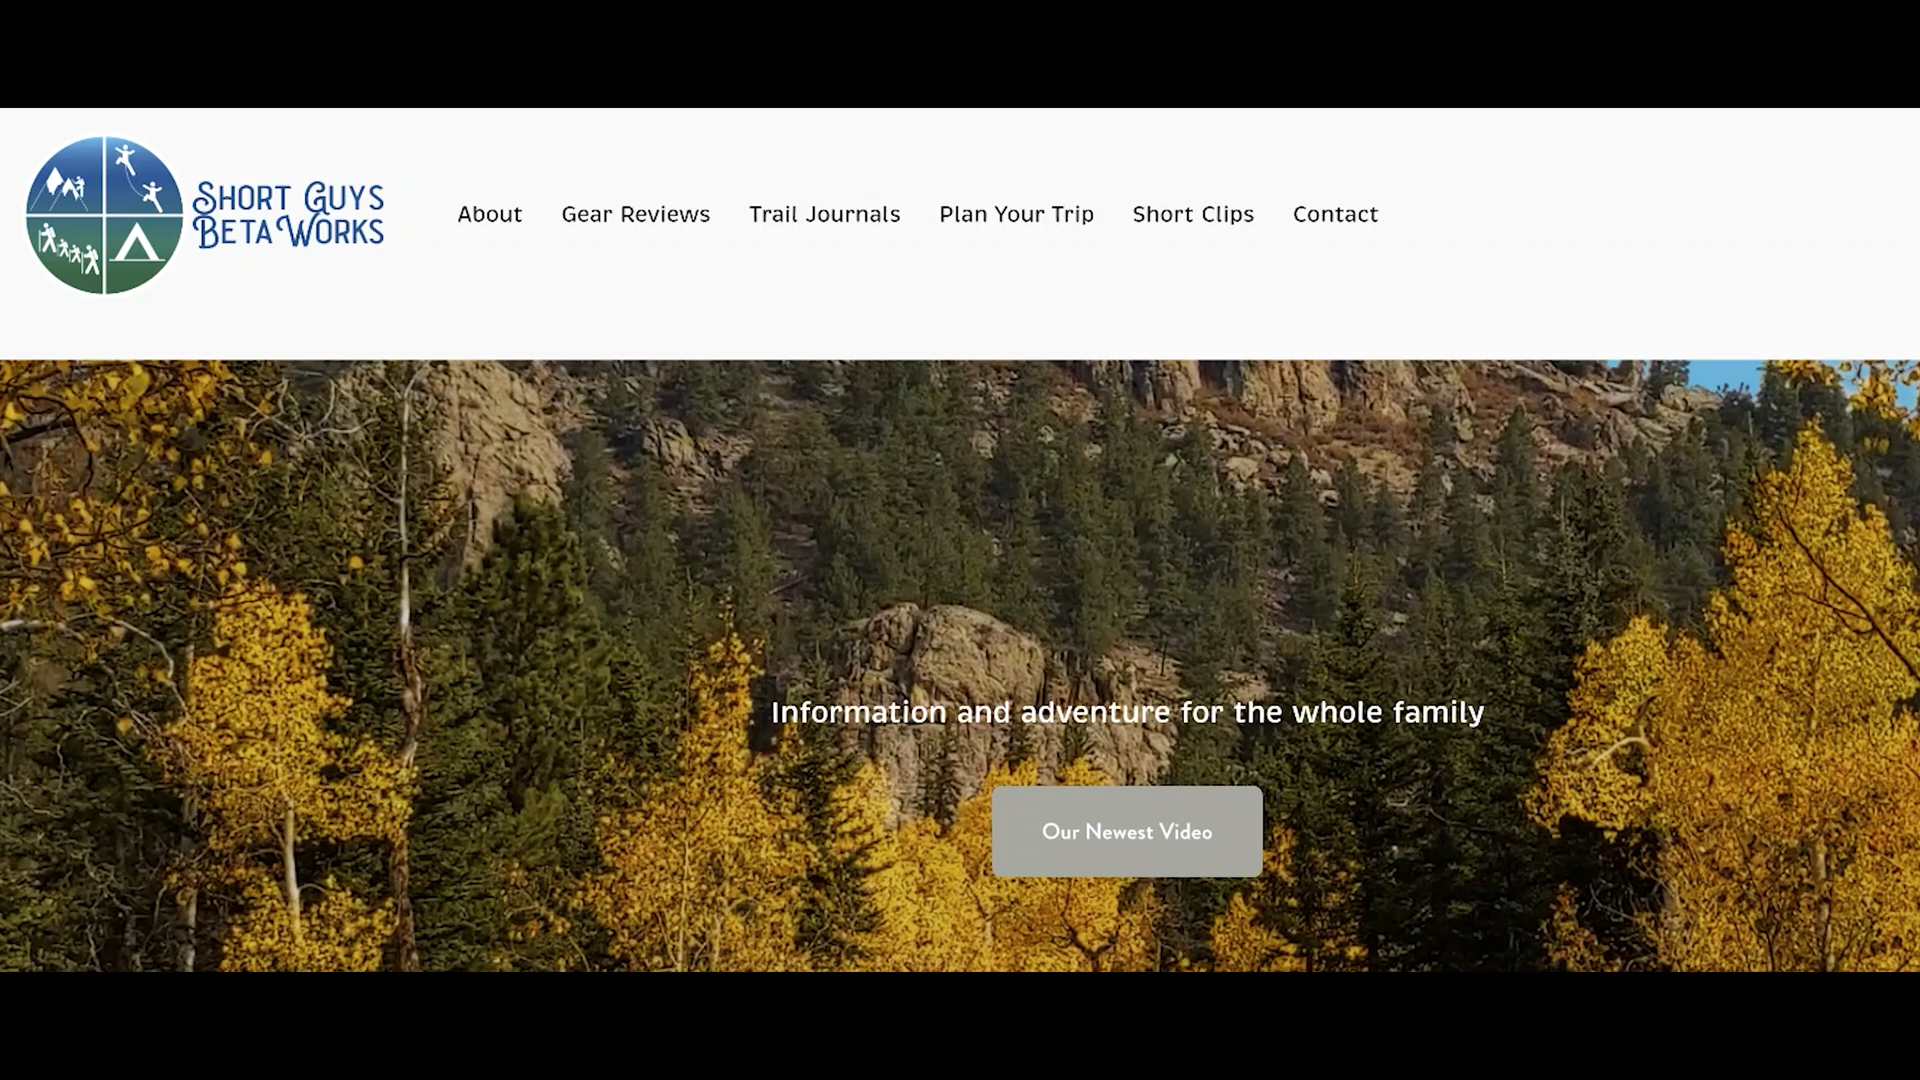 SHORT GUYS
BETA WORKS
About Gear Reviews Trail Journals Plan Your Trip Short Clips Contact
Information and adventure for the whole family
Our Newest Video